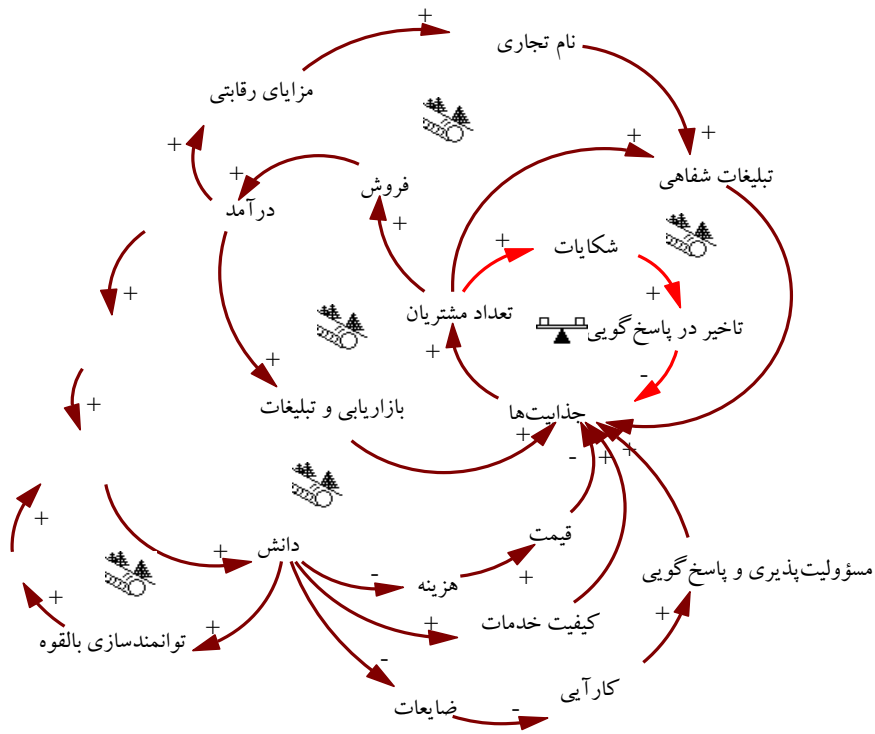 نام تجاری
مزایای رقابتی
تبلیغات شفاهی
فروش
درآمد
شکایات
تعداد مشتریان
تاخیر در پاسخ‌گویی
جذابیت‌ها
بازاریابی و تبلیغات
قیمت
دانش
مسؤولیت‌پذیری و پاسخ‌گویی
هزینه
کیفیت خدمات
توانمندسازی بالقوه
کارآیی
ضایعات